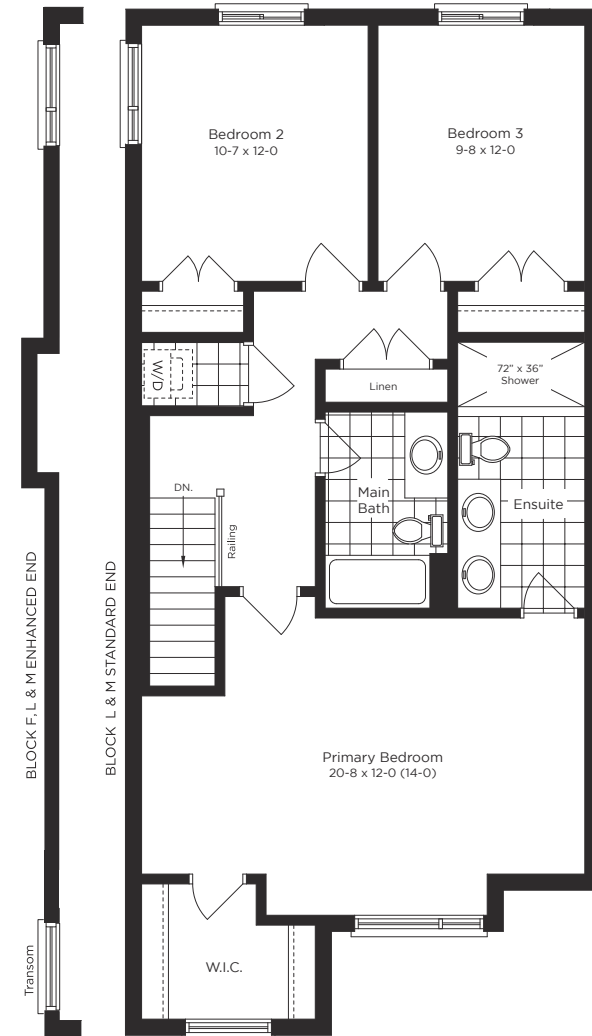 Bedroom 2
10-7 x 12-0
Bedroom 3
9-8 x 12-0
W/D
Linen
72" x 36"
Shower
DN.
Railing
Main
Bath
Ensuite
BLOCK F, L & M ENHANCED END
BLOCK L & M STANDARD END
Primary Bedroom
20-8 x 12-0 (14-0)
Transom
W.I.C.